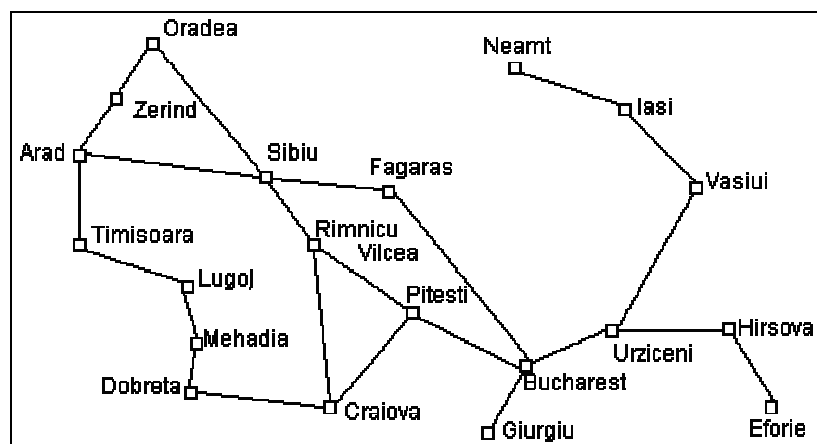 Oradea
Neamt
Zerind
Iasi
Arad
Sibiu
Fagaras
Vasiui
Timisoara
Rimnicu
Vilcea
Lugoj
Pitesti
Mehadia
Hirsova
Urziceni
Dobreta
Bucharest
Craiova
Giurgiu
Eforie